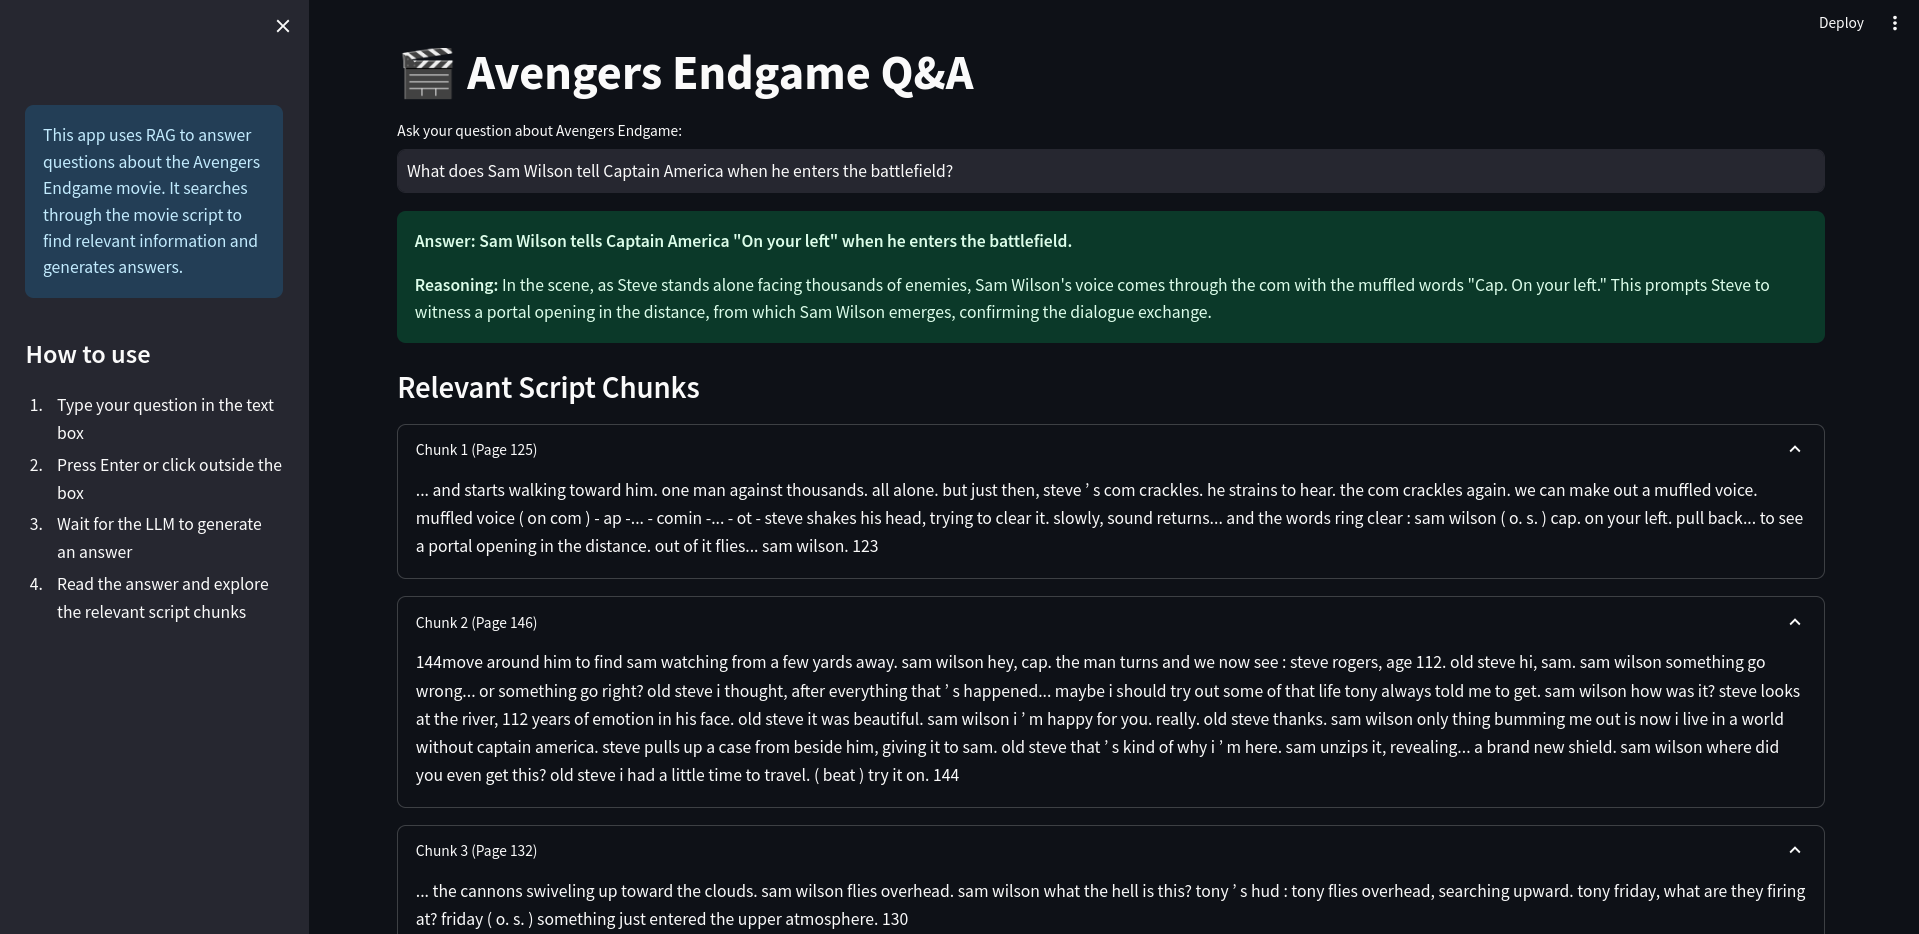 Deploy
This app uses RAG to answer
questions about the Avengers
Endgame movie. It searches
through the movie script to
find relevant information and
generates answers.
How to use
1. Type your question in the text
box
2. Press Enter or click outside the
box
3. Wait for the LLM to generate
an answer
4. Read the answer and explore
the relevant script chunks
Avengers Endgame Q&A
Ask your question about Avengers Endgame:
What does Sam Wilson tell Captain America when he enters the battlefield?
Answer: Sam Wilson tells Captain America "On your left" when he enters the battlefield.
Reasoning: In the scene, as Steve stands alone facing thousands of enemies, Sam Wilson's voice comes through the com with the muffled words "Cap. On your left." This prompts Steve to
witness a portal opening in the distance, from which Sam Wilson emerges, confirming the dialogue exchange.
Relevant Script Chunks
Chunk 1 (Page 125)
... and starts walking toward him. one man against thousands. all alone. but just then, steve ’ s com crackles. he strains to hear. the com crackles again. we can make out a muffled voice.
muffled voice ( on com ) - ap -... - comin -... - ot - steve shakes his head, trying to clear it. slowly, sound returns... and the words ring clear : sam wilson ( o. s. ) cap. on your left. pull back... to see
a portal opening in the distance. out of it flies... sam wilson. 123
Chunk 2 (Page 146)
144move around him to find sam watching from a few yards away. sam wilson hey, cap. the man turns and we now see : steve rogers, age 112. old steve hi, sam. sam wilson something go
wrong... or something go right? old steve i thought, after everything that ’ s happened... maybe i should try out some of that life tony always told me to get. sam wilson how was it? steve looks
at the river, 112 years of emotion in his face. old steve it was beautiful. sam wilson i ’ m happy for you. really. old steve thanks. sam wilson only thing bumming me out is now i live in a world
without captain america. steve pulls up a case from beside him, giving it to sam. old steve that ’ s kind of why i ’ m here. sam unzips it, revealing... a brand new shield. sam wilson where did
you even get this? old steve i had a little time to travel. ( beat ) try it on. 144
Chunk 3 (Page 132)
... the cannons swiveling up toward the clouds. sam wilson flies overhead. sam wilson what the hell is this? tony ’ s hud : tony flies overhead, searching upward. tony friday, what are they firing
at? friday ( o. s. ) something just entered the upper atmosphere. 130